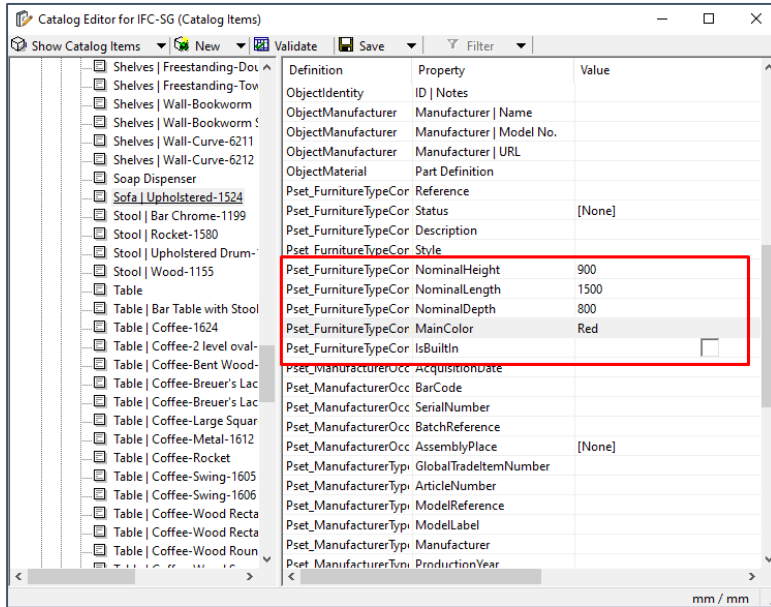 Catalog Editor for IFC-SG (Catalog Items)
Show Catalog Items New Validate Save Filter
Shelves | Freestanding-Dou
Shelves | Freestanding-Tow
Shelves | Wall-Bookworm
Shelves | Wall-Bookworm S
Shelves | Wall-Curve-6211
Shelves | Wall-Curve-6212
Soap Dispenser
Sofa | Upholstered-1524
Stool | Bar Chrome-1199
Stool | Rocket-1580
Stool | Upholstered Drum-
Stool | Wood-1155
Table
Table | Bar Table with Stool
Table | Coffee-1624
Table | Coffee-2 level oval-
Table | Coffee-Bent Wood-
Table | Coffee-Breuer's Lac
Table | Coffee-Breuer's Lac
Table | Coffee-Large Squar
Table | Coffee-Metal-1612
Table | Coffee-Rocket
Table | Coffee-Swing-1605
Table | Coffee-Swing-1606
Table | Coffee-Wood Recta
Table | Coffee-Wood Recta
Table | Coffee-Wood Roun
Definition Property Value
ObjectIdentity ID | Notes
ObjectManufacturer Manufacturer | Name
ObjectManufacturer Manufacturer | Model No.
ObjectManufacturer Manufacturer | URL
ObjectMaterial Part Definition
Pset_FurnitureTypeCor Reference
Pset_FurnitureTypeCor Status [None]
Pset_FurnitureTypeCor Description
Pset_FurnitureTypeCor Style
Pset_FurnitureTypeCor NominalHeight 900
Pset_FurnitureTypeCor NominalLength 1500
Pset_FurnitureTypeCor NominalDepth 800
Pset_FurnitureTypeCor MainColor Red
Pset_FurnitureTypeCor IsBuiltIn
Pset_ManufacturerOcc AcquisitionDate
Pset_ManufacturerOcc BarCode
Pset_ManufacturerOcc SerialNumber
Pset_ManufacturerOcc BatchReference
Pset_ManufacturerOcc AssemblyPlace [None]
Pset_ManufacturerType GlobalTradeItemNumber
Pset_ManufacturerType ArticleNumber
Pset_ManufacturerType ModelReference
Pset_ManufacturerType ModelLabel
Pset_ManufacturerType Manufacturer
Pset_ManufacturerType ProductionYear
mm / mm